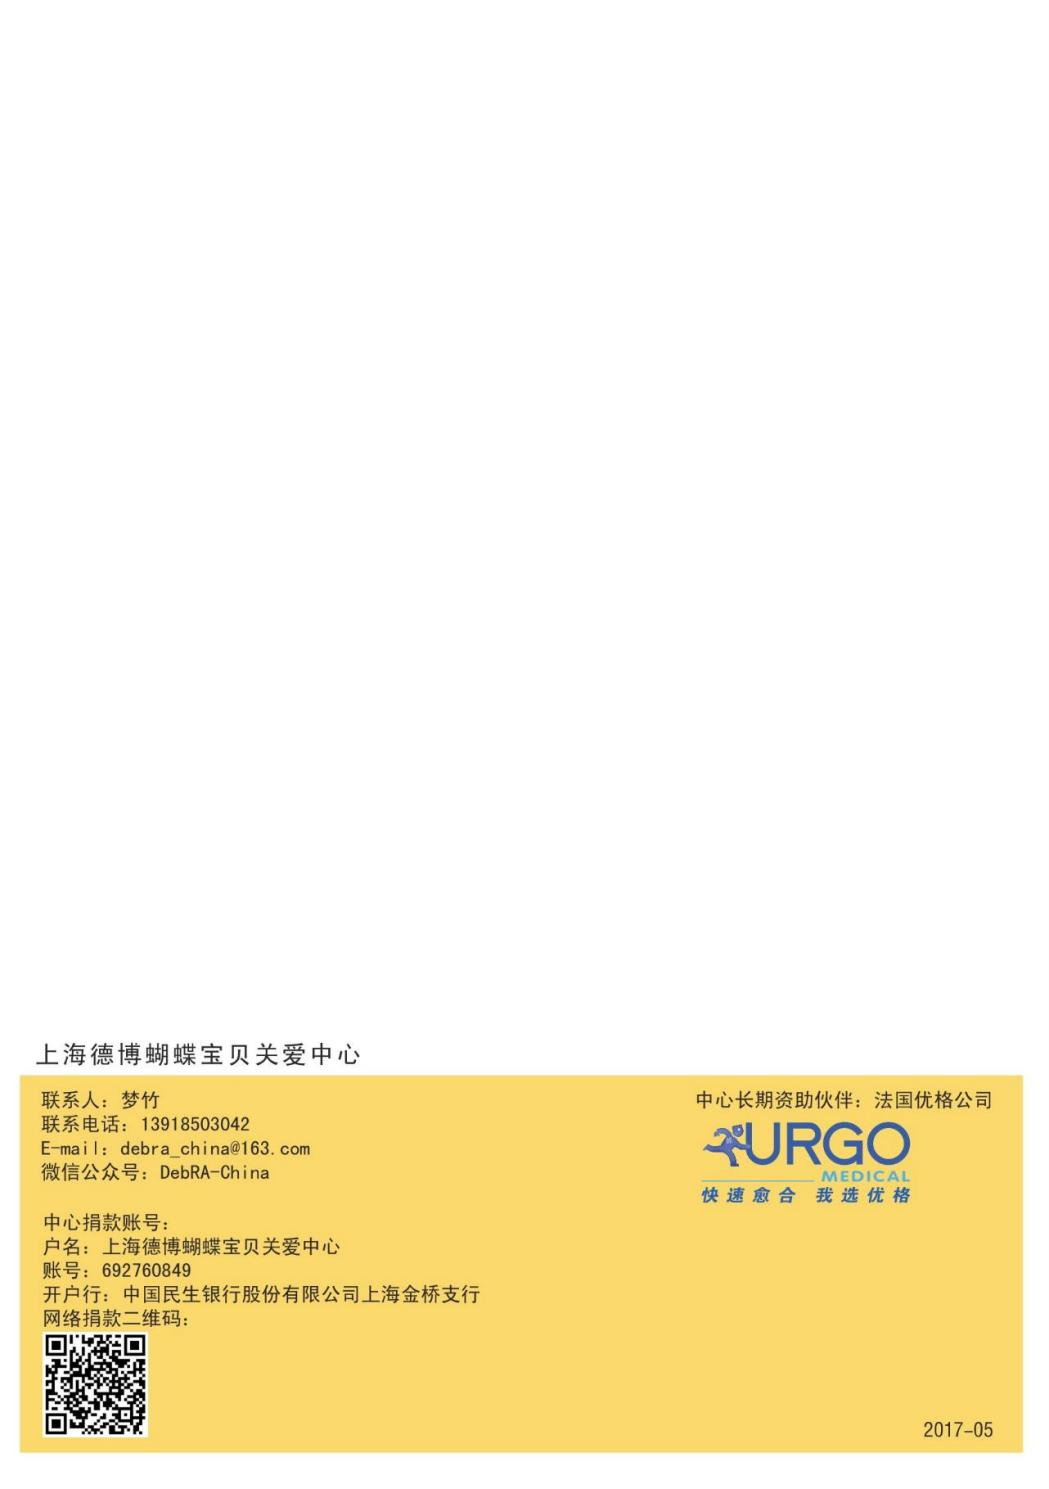 上海德博蝴蝶宝贝关爱中心
联系人：梦竹
联系电话：13918503042
E-mail：debra_china@163.com
微信公众号：DebRA-China
中心捐款账号：
户名：上海德博蝴蝶宝贝关爱中心
账号：692760849
开户行：中国民生银行股份有限公司上海金桥支行
网络捐款二维码：
中心长期资助伙伴：法国优格公司
URGO
MEDICAL
快速愈合 我选优格
2017-05